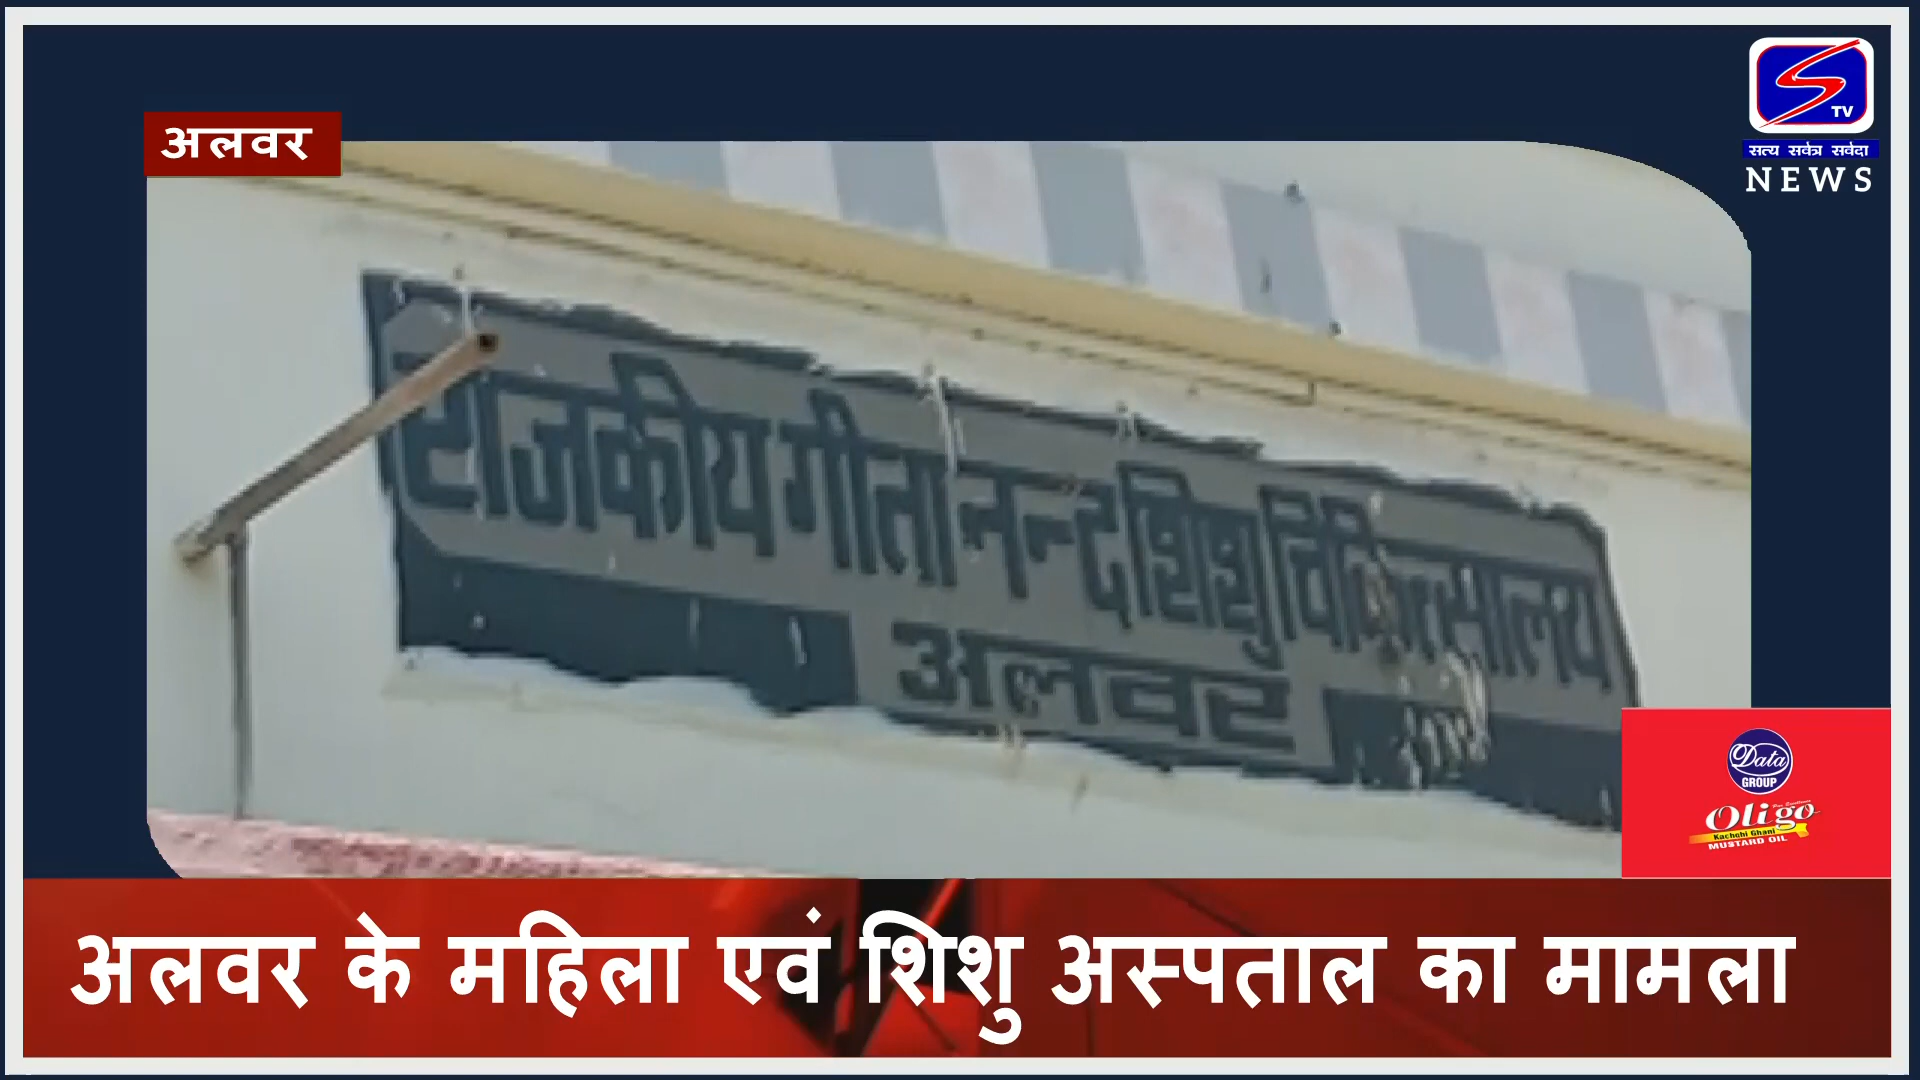 अलवर
S
TV
सत्य सर्वत्र सर्वदा
NEWS
राजकीय गीतानन्द शिशु चिकित्सालय
अलवर
Data
GROUP
Oligo
Kachchi Ghani
MUSTARD OIL
अलवर के महिला एवं शिशु अस्पताल का मामला